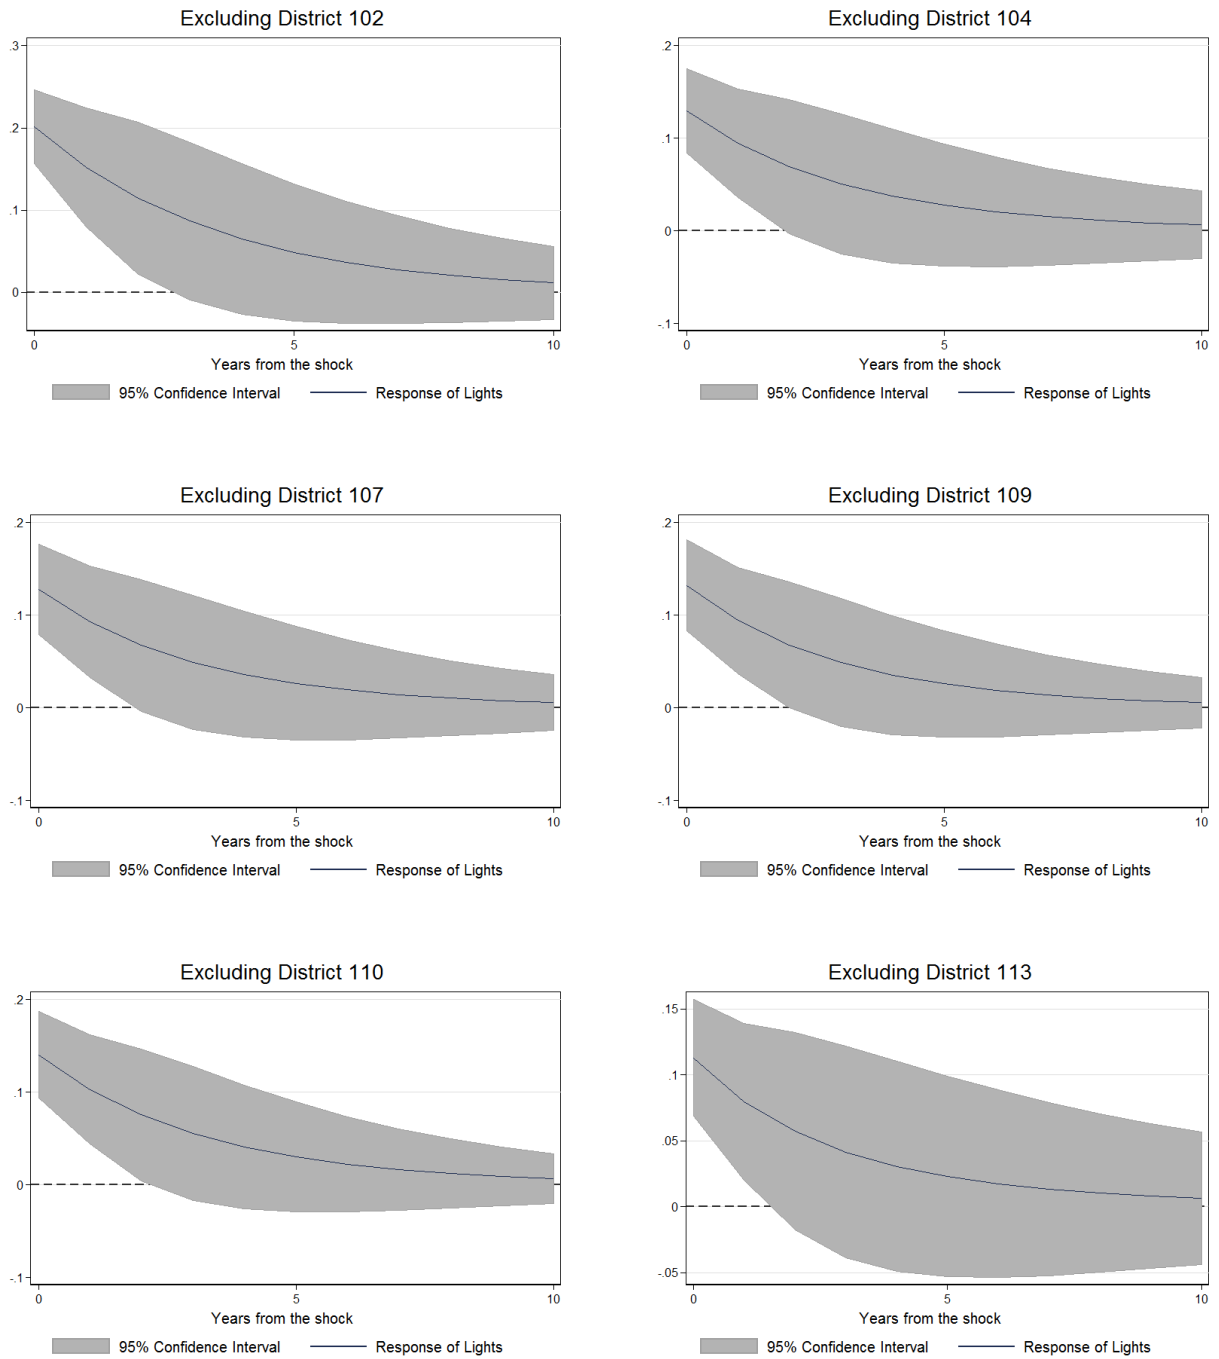 Excluding District 102
.3
.2
.1
0
0 5 10
Years from the shock
95% Confidence Interval Response of Lights
Excluding District 104
.2
.1
0
-.1
0 5 10
Years from the shock
95% Confidence Interval Response of Lights
Excluding District 107
.2
.1
0
-.1
0 5 10
Years from the shock
95% Confidence Interval Response of Lights
Excluding District 109
.2
.1
0
-.1
0 5 10
Years from the shock
95% Confidence Interval Response of Lights
Excluding District 110
.2
.1
0
-.1
0 5 10
Years from the shock
95% Confidence Interval Response of Lights
Excluding District 113
.15
.1
.05
0
-.05
0 5 10
Years from the shock
95% Confidence Interval Response of Lights